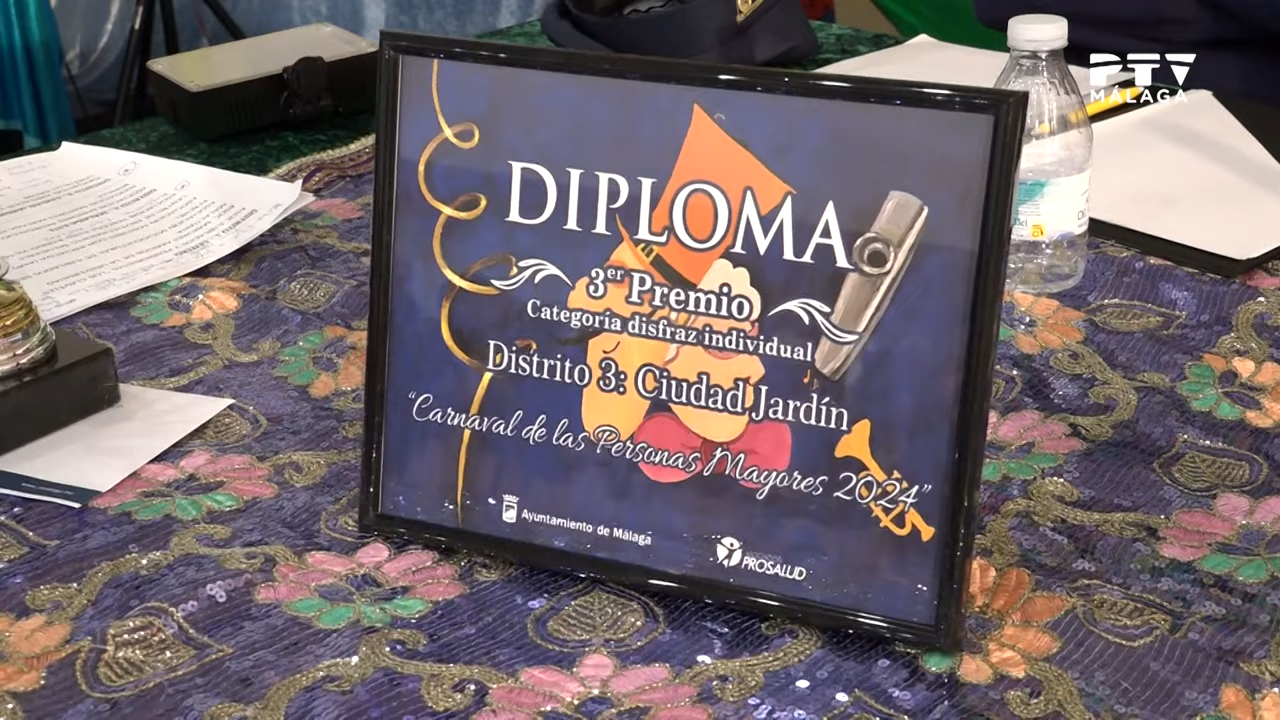 PTV
MÁLAGA
DIPLOMA
3er Premio
Categoría disfraz individual
Distrito 3: Ciudad Jardín
"Carnaval de las Personas Mayores 2024"
Ayuntamiento de Málaga
PROSALUD